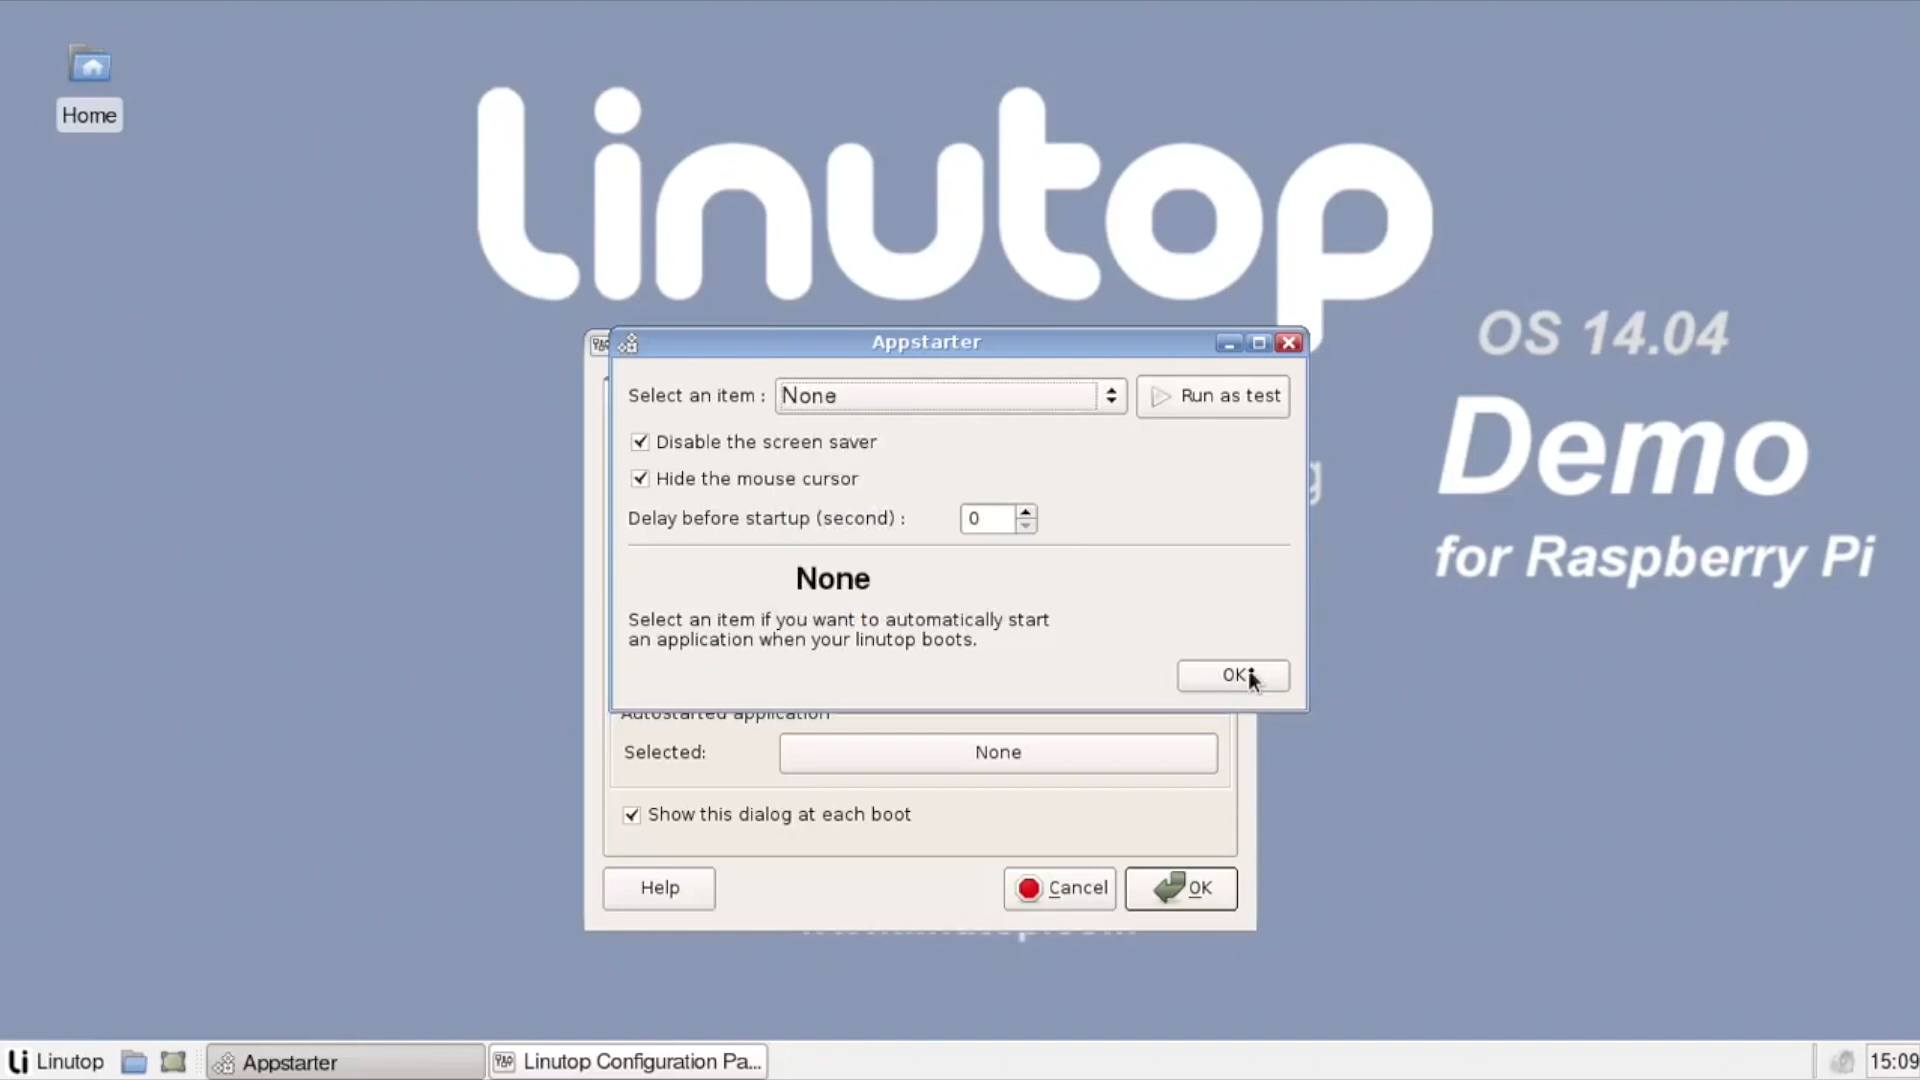 Home
Linutop
OS 14.04
Demo
for Raspberry Pi
Appstarter
Select an item :
None
Run as test
Disable the screen saver
Hide the mouse cursor
Delay before startup (second) :
0
None
Select an item if you want to automatically start
an application when your linutop boots.
OK
Autostarted application
Selected:
None
Show this dialog at each boot
Help
Cancel
OK
Linutop
Appstarter
Linutop Configuration Pa...
15:09